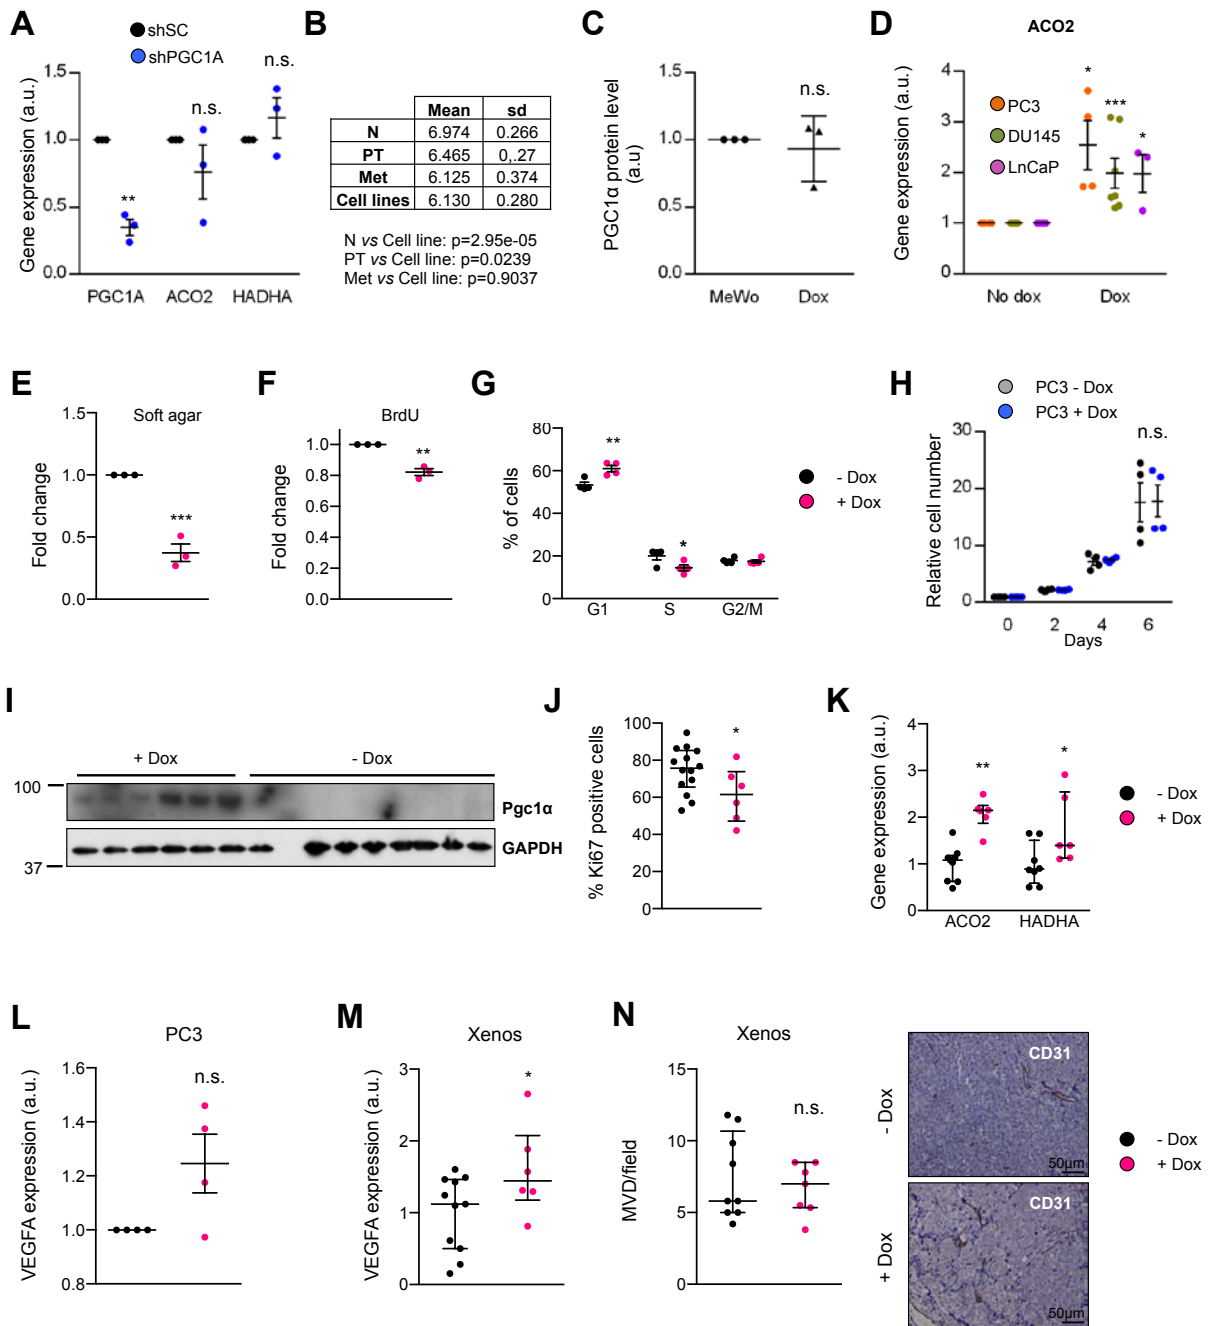 A
shSC
shPGC1A
Gene expression (a.u.)
1.5
1.0
0.5
0.0
**
n.s.
n.s.
PGC1A ACO2 HADHA
B
Mean sd
N 6.974 0.266
PT 6.465 0,.27
Met 6.125 0.374
Cell lines 6.130 0.280
N vs Cell line: p=2.95e-05
PT vs Cell line: p=0.0239
Met vs Cell line: p=0.9037
C
PGC1α protein level
(a.u)
1.5
1.0
0.5
0.0
n.s.
MeWo Dox
D
ACO2
Gene expression (a.u.)
4
3
2
1
0
PC3
DU145
LnCaP
*
***
*
No dox Dox
E
Soft agar
Fold change
1.5
1.0
0.5
0.0
***
F
BrdU
Fold change
1.0
0.8
0.6
0.4
0.2
0.0
**
G
% of cells
80
60
40
20
0
**
*
G1 S G2/M
- Dox
+ Dox
H
PC3 - Dox
PC3 + Dox
Relative cell number
30
20
10
0
n.s.
0 2 4 6
Days
I
+ Dox - Dox
100
Pgc1α
GAPDH
37
J
% Ki67 positive cells
100
80
60
40
20
0
*
K
Gene expression (a.u.)
4
3
2
1
0
**
*
ACO2 HADHA
- Dox
+ Dox
L
PC3
VEGFA expression (a.u.)
1.6
1.4
1.2
1.0
0.8
n.s.
M
Xenos
VEGFA expression (a.u.)
3
2
1
0
*
N
Xenos
MVD/field
15
10
5
0
n.s.
- Dox
CD31
50µm
+ Dox
CD31
50µm
- Dox
+ Dox